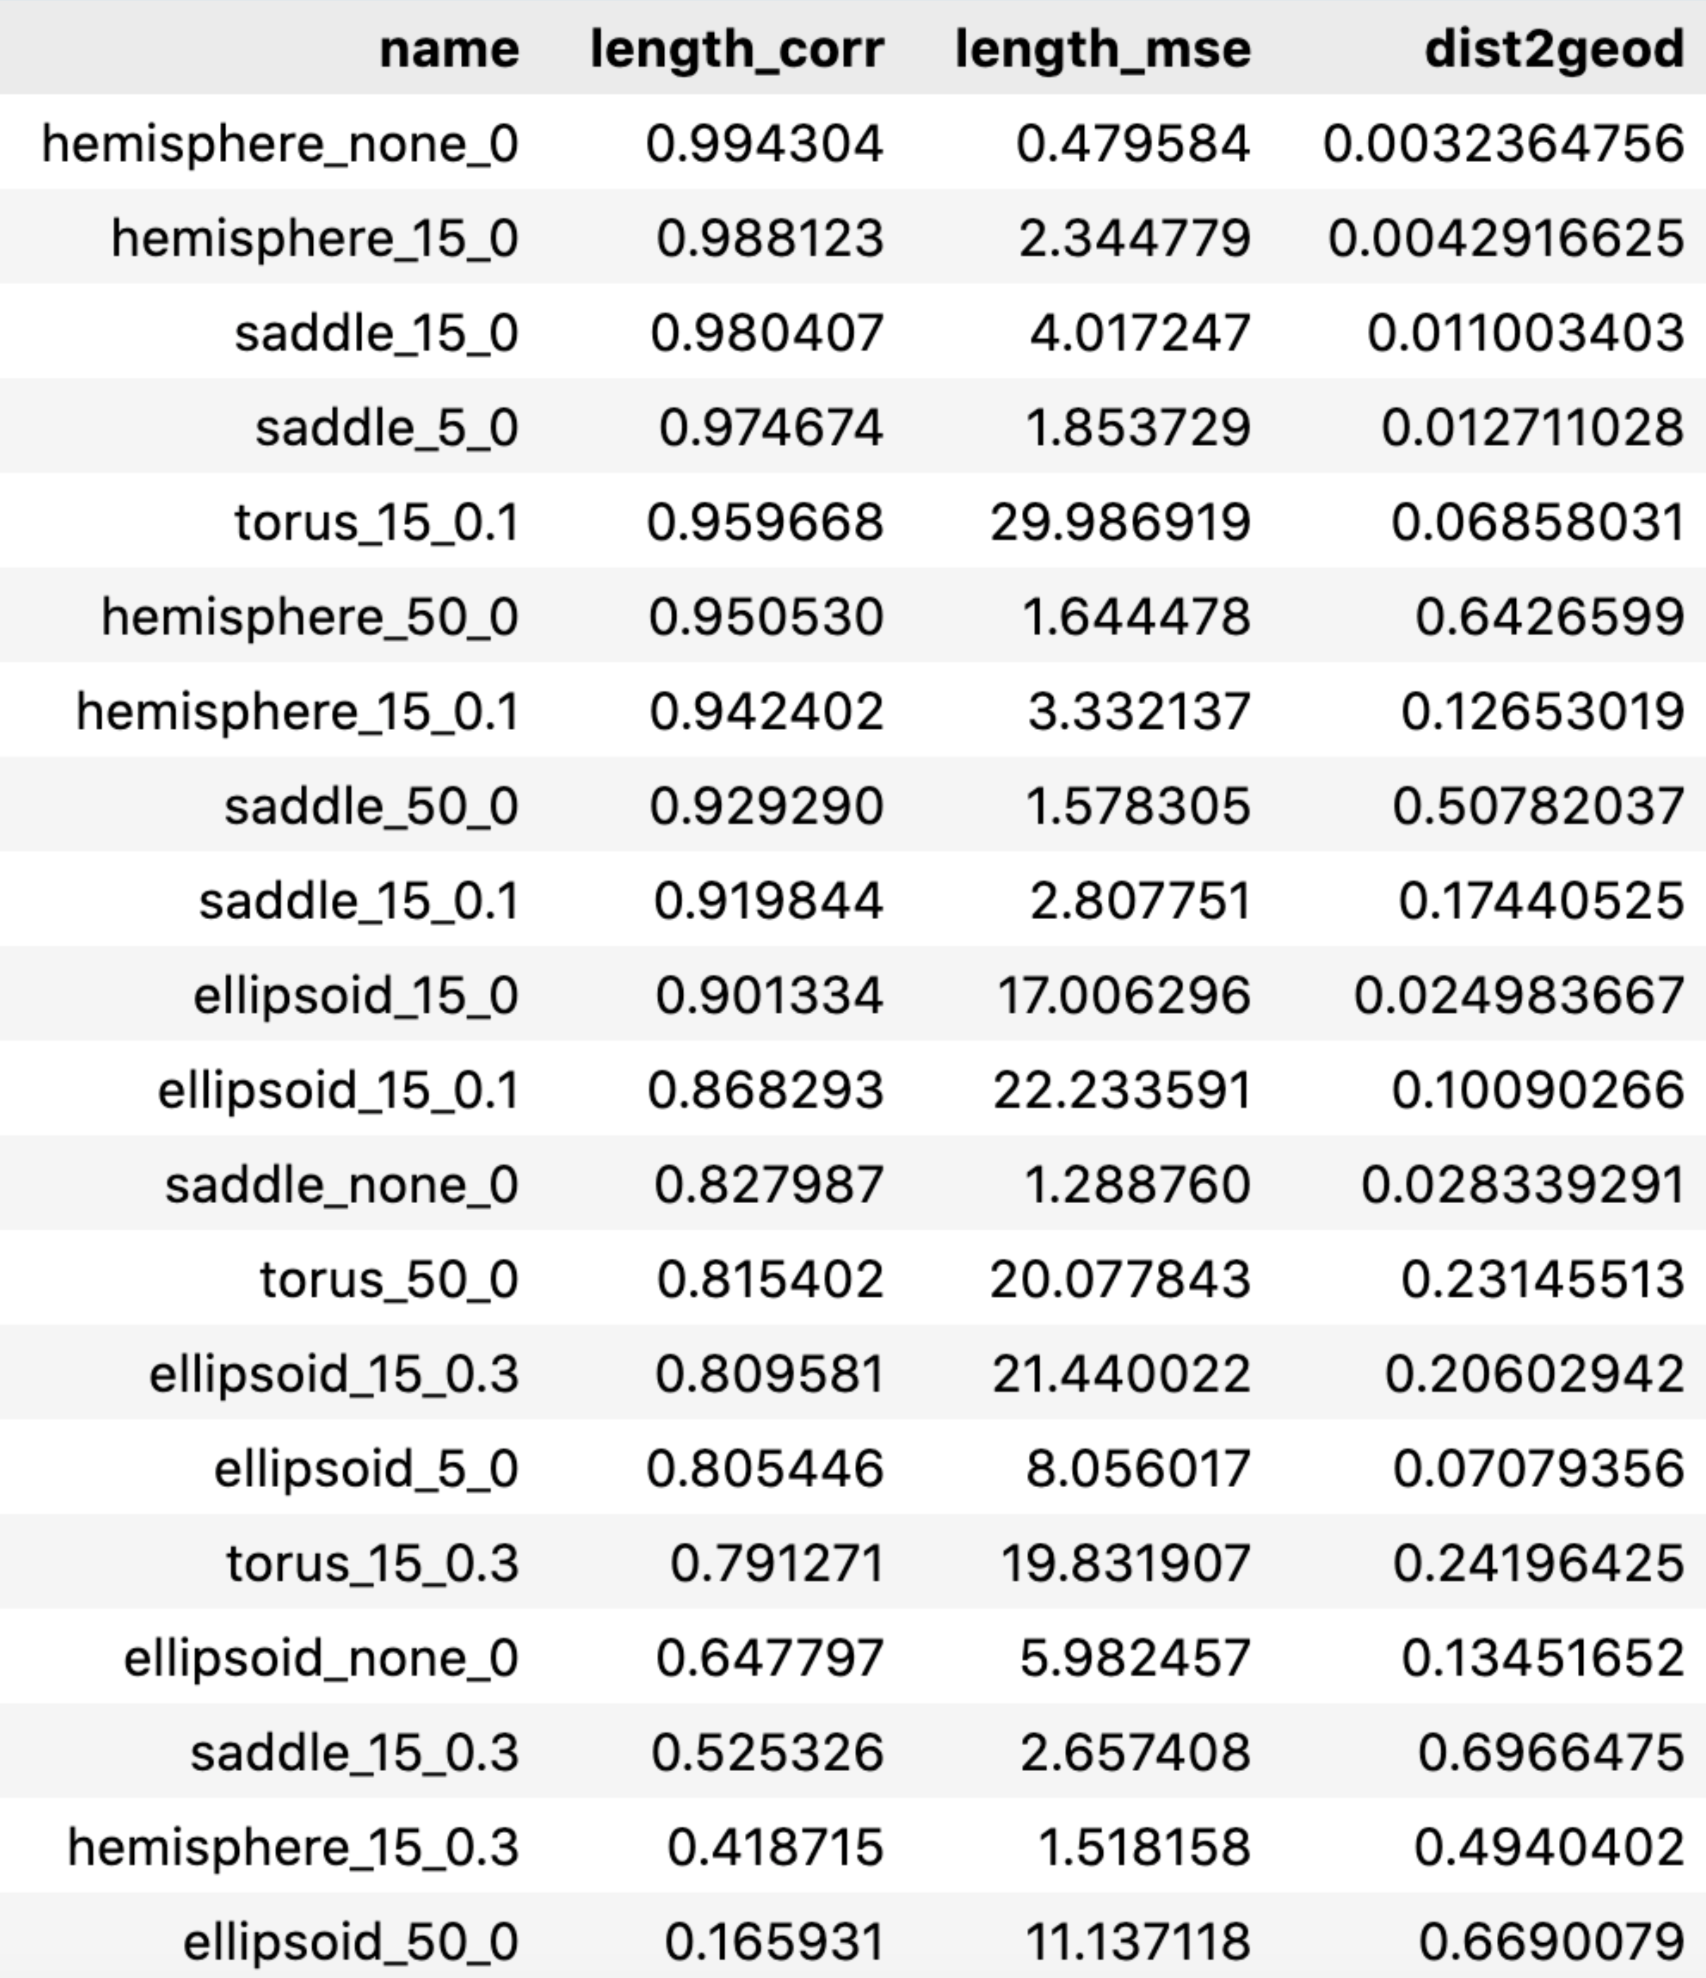 name length_corr length_mse dist2geod
hemisphere_none_0 0.994304 0.479584 0.0032364756
hemisphere_15_0 0.988123 2.344779 0.0042916625
saddle_15_0 0.980407 4.017247 0.011003403
saddle_5_0 0.974674 1.853729 0.012711028
torus_15_0.1 0.959668 29.986919 0.06858031
hemisphere_50_0 0.950530 1.644478 0.6426599
hemisphere_15_0.1 0.942402 3.332137 0.12653019
saddle_50_0 0.929290 1.578305 0.50782037
saddle_15_0.1 0.919844 2.807751 0.17440525
ellipsoid_15_0 0.901334 17.006296 0.024983667
ellipsoid_15_0.1 0.868293 22.233591 0.10090266
saddle_none_0 0.827987 1.288760 0.028339291
torus_50_0 0.815402 20.077843 0.23145513
ellipsoid_15_0.3 0.809581 21.440022 0.20602942
ellipsoid_5_0 0.805446 8.056017 0.07079356
torus_15_0.3 0.791271 19.831907 0.24196425
ellipsoid_none_0 0.647797 5.982457 0.13451652
saddle_15_0.3 0.525326 2.657408 0.6966475
hemisphere_15_0.3 0.418715 1.518158 0.4940402
ellipsoid_50_0 0.165931 11.137118 0.6690079